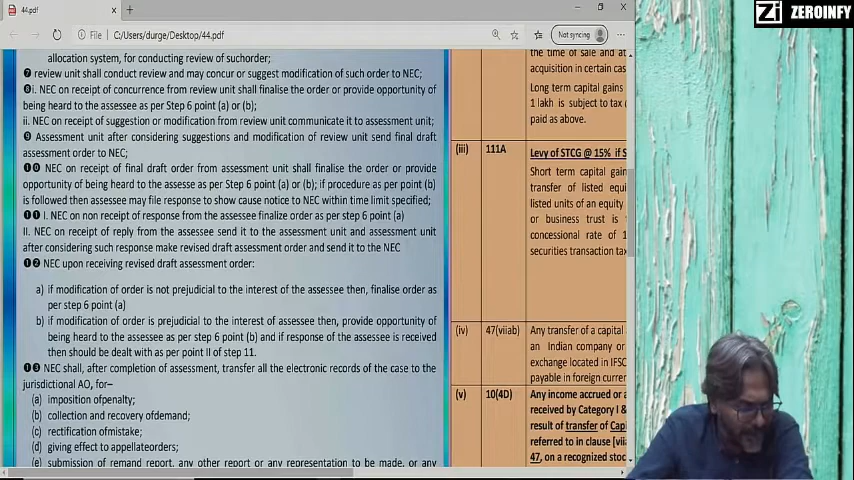 44.pdf
File
C:/Users/durge/Desktop/44.pdf
Not syncing
ZEROINFY
allocation system, for conducting review of suchorder;
❼ review unit shall conduct review and may concur or suggest modification of such order to NEC;
❽i. NEC on receipt of concurrence from review unit shall finalise the order or provide opportunity of
being heard to the assessee as per Step 6 point (a) or (b);
ii. NEC on receipt of suggestion or modification from review unit communicate it to assessment unit;
❾ Assessment unit after considering suggestions and modification of review unit send final draft
assessment order to NEC;
❶⓿ NEC on receipt of final draft order from assessment unit shall finalise the order or provide
opportunity of being heard to the assesse as per Step 6 point (a) or (b); if procedure as per point (b)
is followed then assessee may file response to show cause notice to NEC within time limit specified;
❶❶ I. NEC on non receipt of response from the assessee finalize order as per step 6 point (a)
II. NEC on receipt of reply from the assessee send it to the assessment unit and assessment unit
after considering such response make revised draft assessment order and send it to the NEC
❶❷ NEC upon receiving revised draft assessment order:
a) if modification of order is not prejudicial to the interest of the assessee then, finalise order as
per step 6 point (a)
b) if modification of order is prejudicial to the interest of assessee then, provide opportunity of
being heard to the assessee as per step 6 point (b) and if response of the assessee is received
then should be dealt with as per point II of step 11.
❶❸ NEC shall, after completion of assessment, transfer all the electronic records of the case to the
jurisdictional AO, for–
(a) imposition ofpenalty;
(b) collection and recovery ofdemand;
(c) rectification ofmistake;
(d) giving effect to appellateorders;
(e) submission of remand report, any other report or any representation to be made, or any
the time of sale and at
acquisition in certain cas
Long term capital gains
1 lakh is subject to tax
paid as above.
(iii) 111A Levy of STCG @ 15% if S
Short term capital gain
transfer of listed equi
listed units of an equity
or business trust is
concessional rate of 1
securities transaction tax
(iv) 47(viiab) Any transfer of a capital
an Indian company or
exchange located in IFSC
payable in foreign curren
(v) 10(4D) Any income accrued or a
received by Category I &
result of transfer of Cap
referred to in clause [vii
47, on a recognized stoc